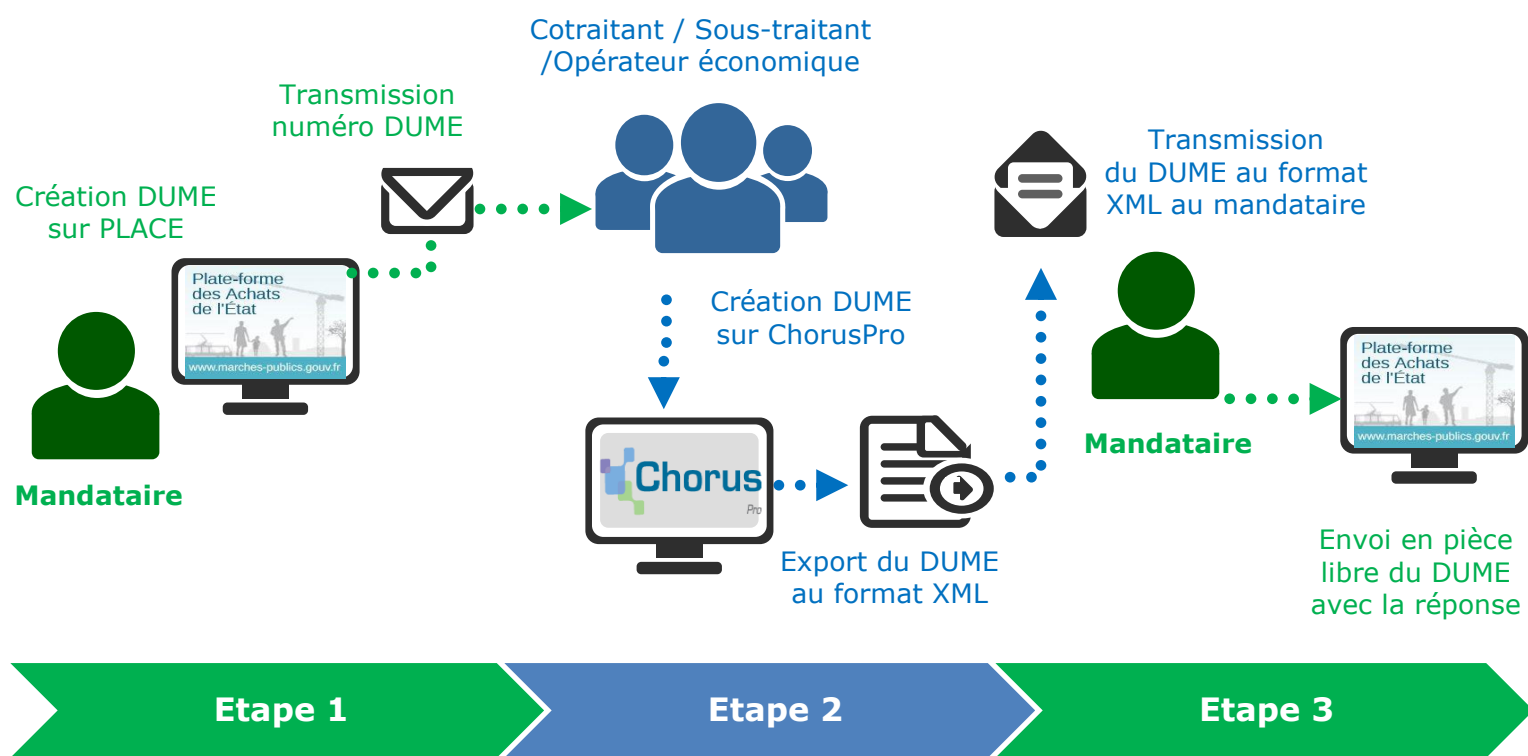 Cotraitant / Sous-traitant
/Opérateur économique
Transmission
numéro DUME
Création DUME
sur PLACE
Plate-forme
des Achats
de l'État
www.marches-publics.gouv.fr
Mandataire
Création DUME
sur ChorusPro
Chorus
Pro
Export du DUME
au format XML
Transmission
du DUME au format
XML au mandataire
Mandataire
Plate-forme
des Achats
de l'État
www.marches-publics.gouv.fr
Envoi en pièce
libre du DUME
avec la réponse
Etape 1
Etape 2
Etape 3